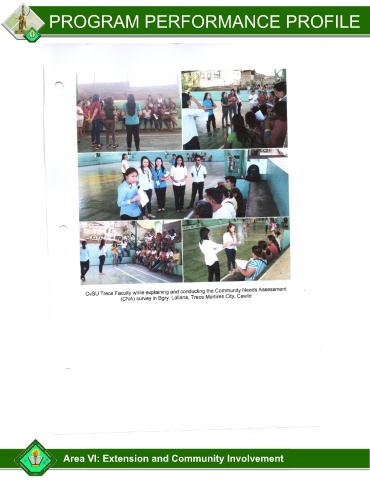 PROGRAM PERFORMANCE PROFILE
CvSU Trece Faculty while explaining and conducting the Community Needs Assessment
(CNA) survey in Bgry. Lallana, Trece Martires City, Cavite
Area VI: Extension and Community Involvement